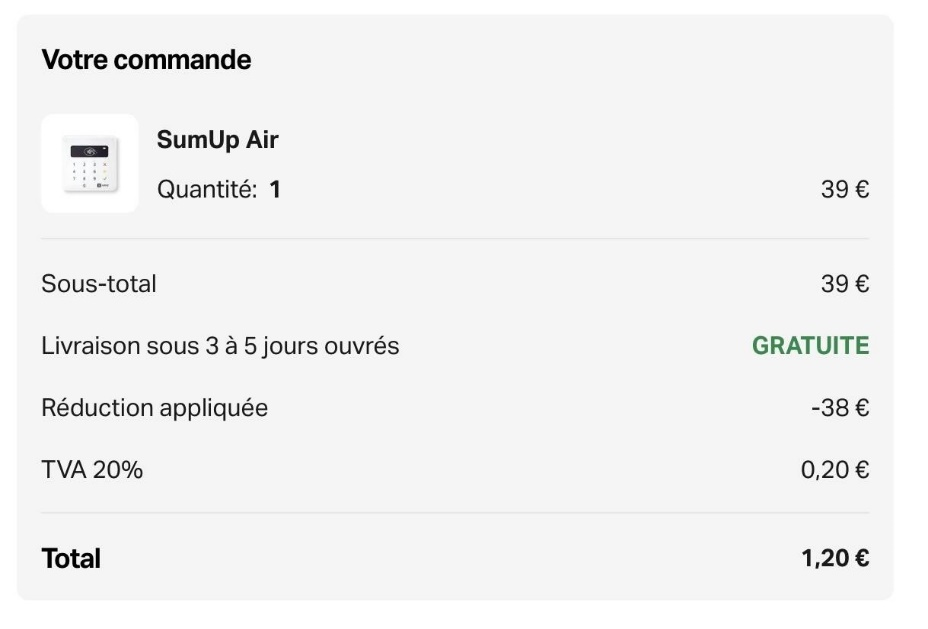 Votre commande
SumUp Air
Quantité: 1 39 €
Sous-total 39 €
Livraison sous 3 à 5 jours ouvrés GRATUITE
Réduction appliquée -38 €
TVA 20% 0,20 €
Total 1,20 €